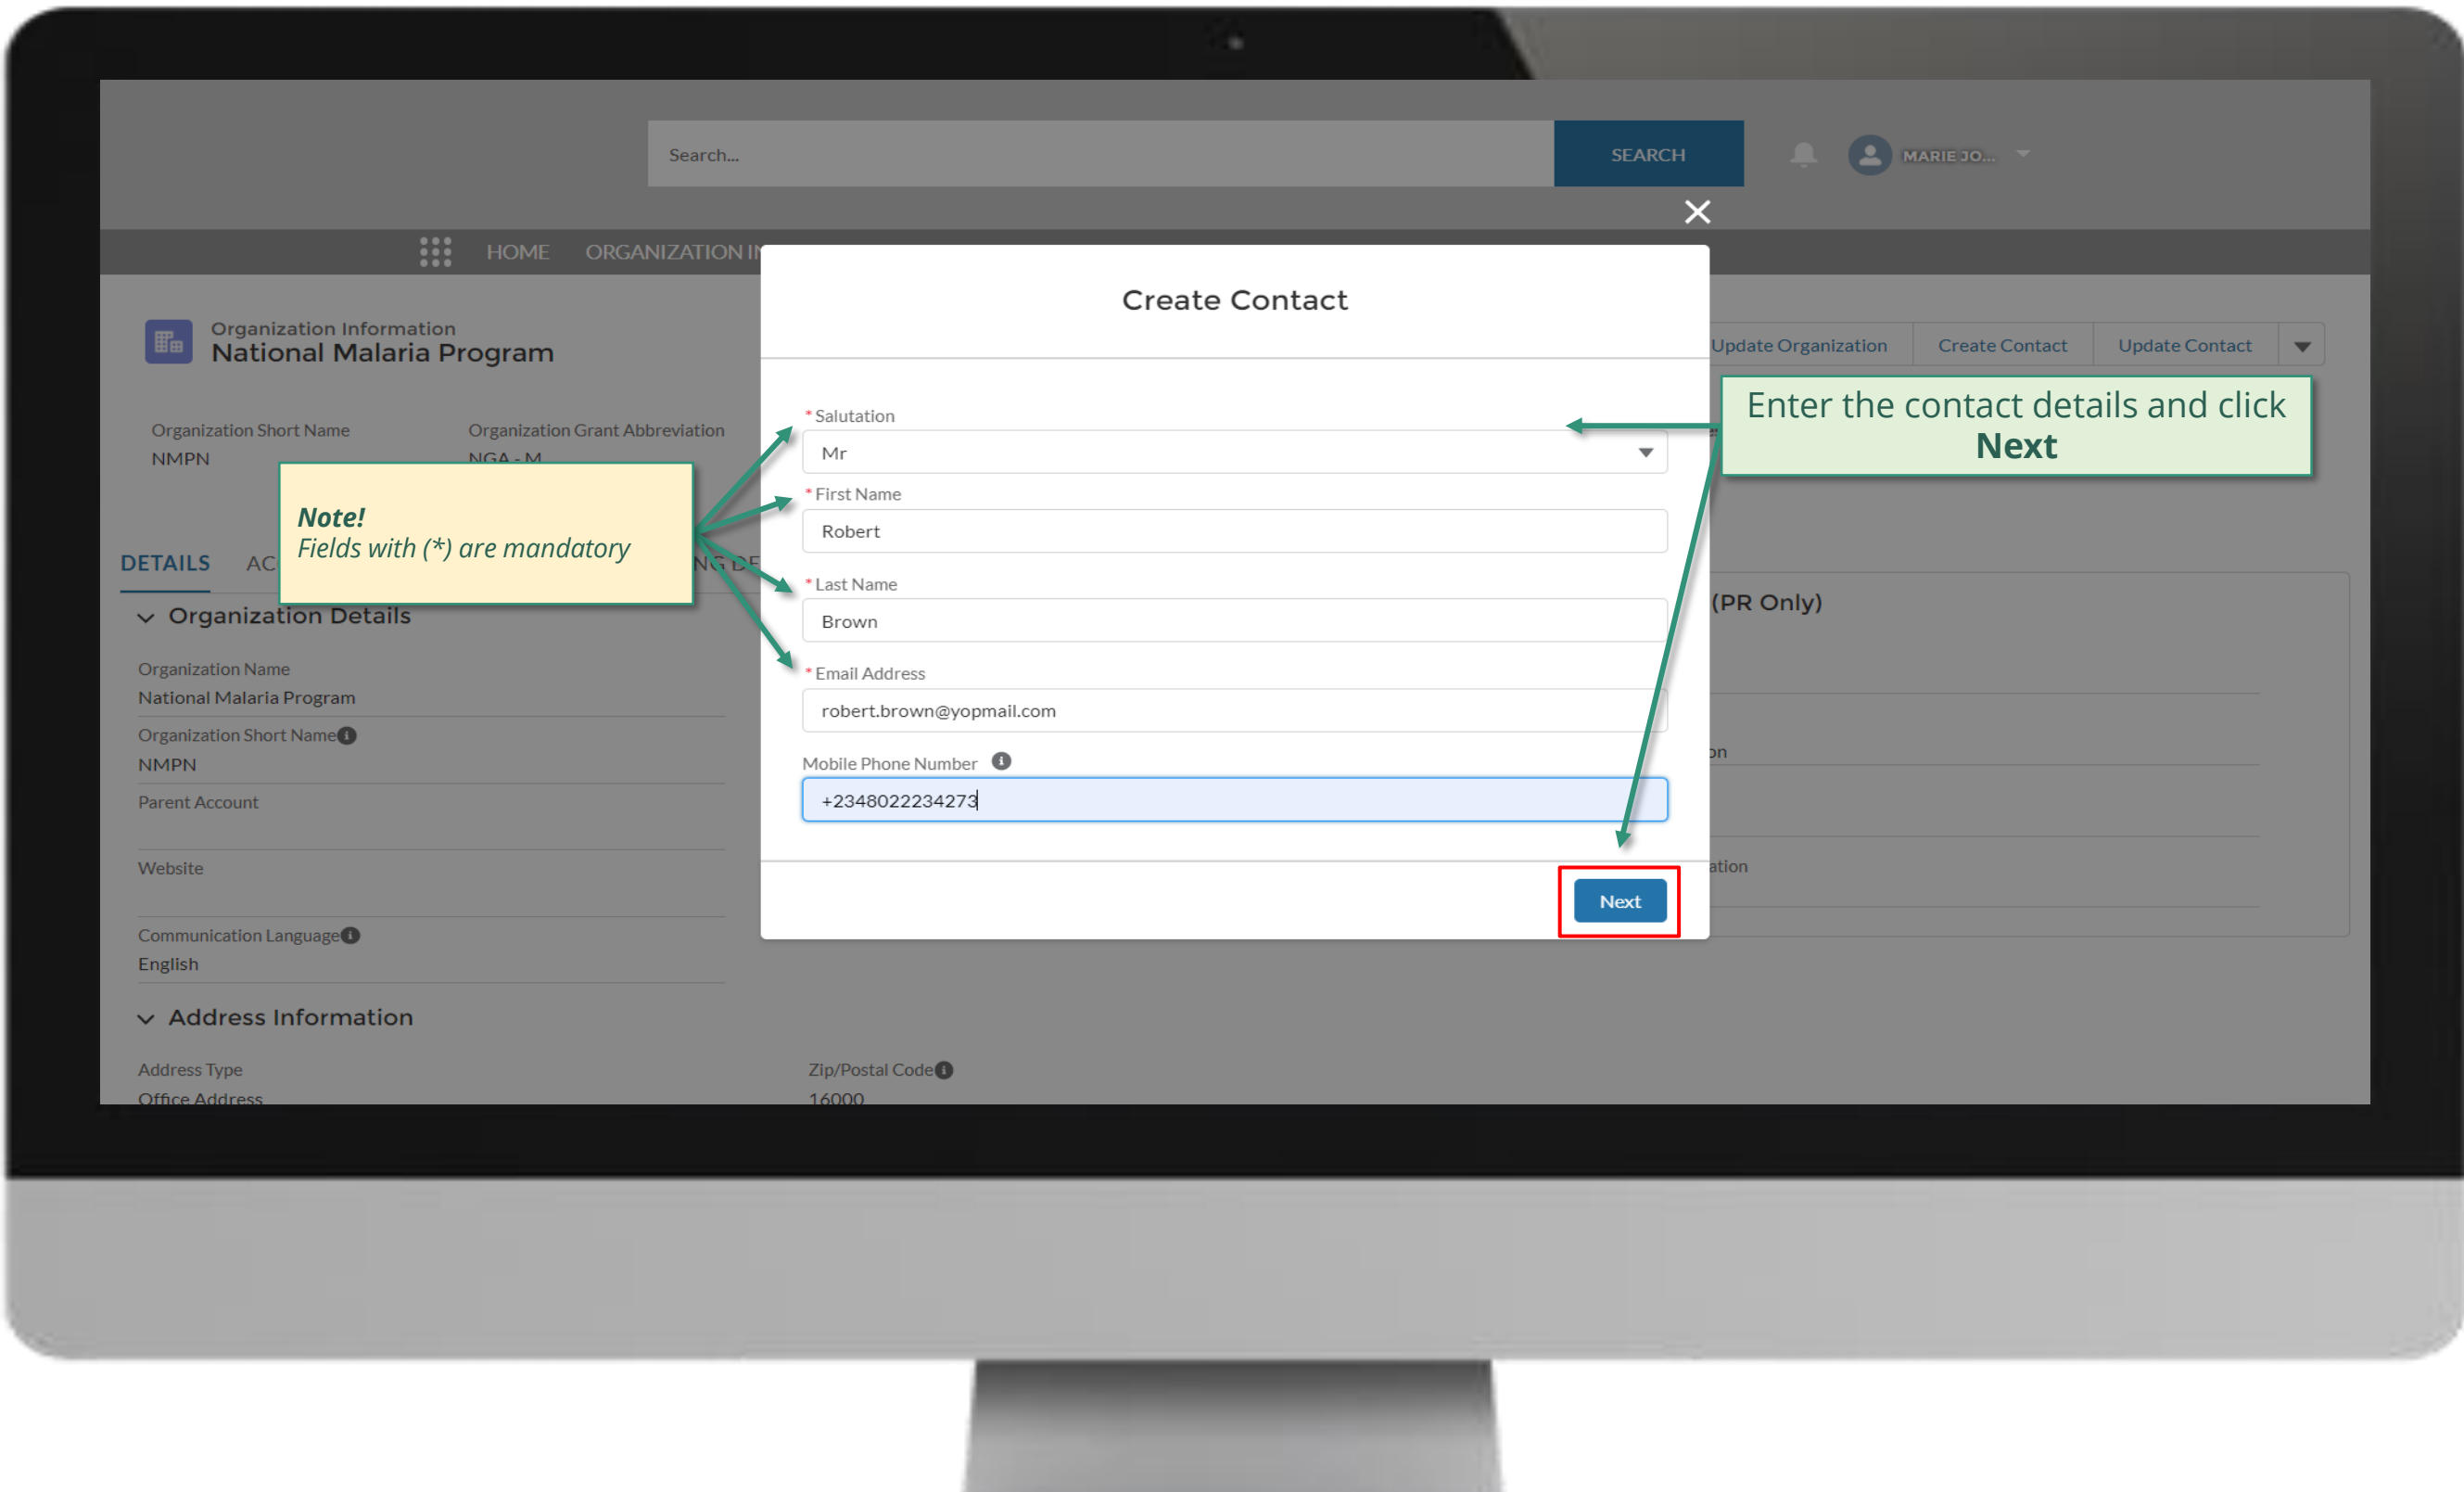 Search...
SEARCH
MARIE JO...
HOME ORGANIZATION
Create Contact
Organization Information
National Malaria Program
Update Organization Create Contact Update Contact
Organization Short Name Organization Grant Abbreviation
NMPN NGA - M
Enter the contact details and click
Next
* Salutation
Mr
* First Name
Robert
Note!
Fields with (*) are mandatory
DETAILS
* Last Name
Brown
(PR Only)
Organization Details
Organization Name
National Malaria Program
* Email Address
robert.brown@yopmail.com
Organization Short Name
NMPN
Mobile Phone Number
+2348022234273
Parent Account
Website
Next
Communication Language
English
Address Information
Address Type Zip/Postal Code
Office Address 16000